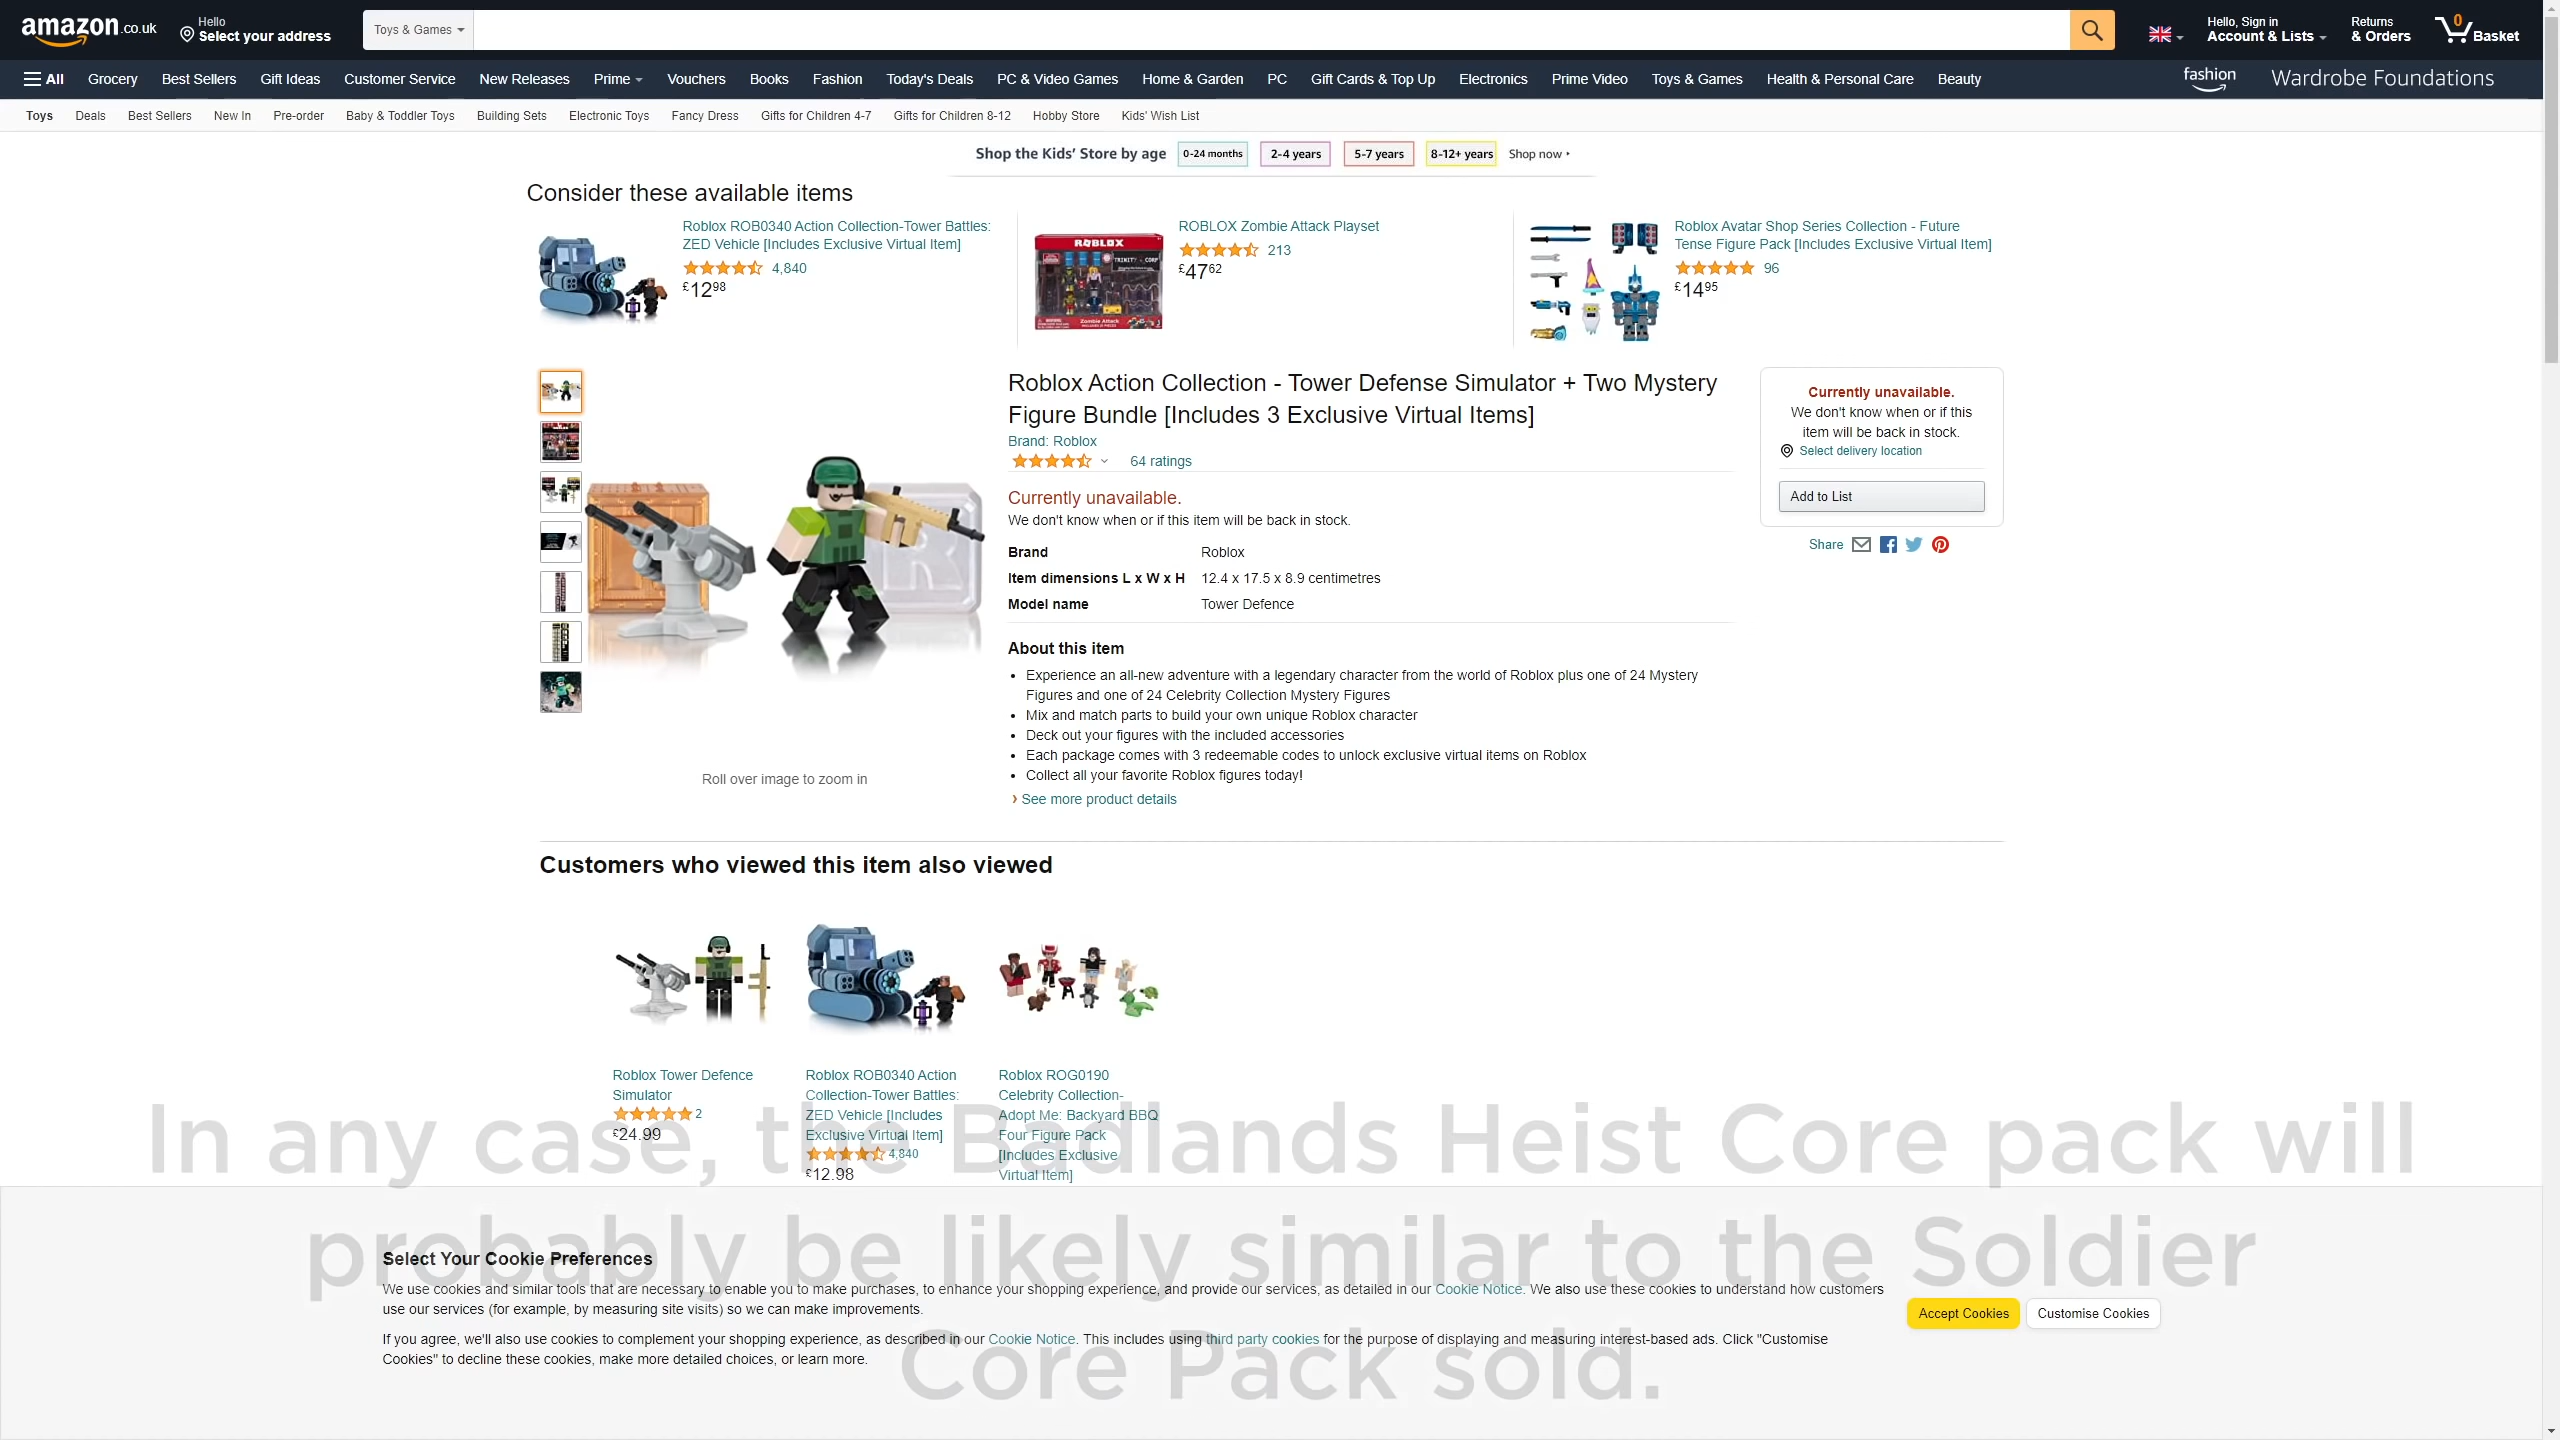 amazon.co.uk
Hello
Select your address
Toys & Games
Hello, Sign in
Account & Lists
Returns
& Orders
0
Basket
All
Grocery
Best Sellers
Gift Ideas
Customer Service
New Releases
Prime
Vouchers
Books
Fashion
Today's Deals
PC & Video Games
Home & Garden
PC
Gift Cards & Top Up
Electronics
Prime Video
Toys & Games
Health & Personal Care
Beauty
fashion
Wardrobe Foundations
Toys
Deals
Best Sellers
New In
Pre-order
Baby & Toddler Toys
Building Sets
Electronic Toys
Fancy Dress
Gifts for Children 4-7
Gifts for Children 8-12
Hobby Store
Kids' Wish List
Shop the Kids' Store by age
0-24 months
2-4 years
5-7 years
8-12+ years
Shop now
Consider these available items
Roblox ROB0340 Action Collection-Tower Battles:
ZED Vehicle [Includes Exclusive Virtual Item]
4,840
£1298
ROBLOX
TRINITY CORP
Zombie Attack
ROBLOX Zombie Attack Playset
213
£4762
Roblox Avatar Shop Series Collection - Future
Tense Figure Pack [Includes Exclusive Virtual Item]
96
£1495
Roblox Action Collection - Tower Defense Simulator + Two Mystery
Figure Bundle [Includes 3 Exclusive Virtual Items]
Brand: Roblox
64 ratings
Currently unavailable.
We don't know when or if this item will be back in stock.
Brand Roblox
Item dimensions L x W x H 12.4 x 17.5 x 8.9 centimetres
Model name Tower Defence
About this item
• Experience an all-new adventure with a legendary character from the world of Roblox plus one of 24 Mystery
Figures and one of 24 Celebrity Collection Mystery Figures
• Mix and match parts to build your own unique Roblox character
• Deck out your figures with the included accessories
• Each package comes with 3 redeemable codes to unlock exclusive virtual items on Roblox
• Collect all your favorite Roblox figures today!
› See more product details
Roll over image to zoom in
Currently unavailable.
We don't know when or if this
item will be back in stock.
Select delivery location
Add to List
Share
Customers who viewed this item also viewed
Roblox Tower Defence
Simulator
2
£24.99
Roblox ROB0340 Action
Collection-Tower Battles:
ZED Vehicle [Includes
Exclusive Virtual Item]
4,840
£12.98
Roblox ROG0190
Celebrity Collection-
Adopt Me: Backyard BBQ
Four Figure Pack
[Includes Exclusive
Virtual Item]
In any case, the Badlands Heist Core pack will
probably be likely similar to the Soldier
Core Pack sold.
Select Your Cookie Preferences
We use cookies and similar tools that are necessary to enable you to make purchases, to enhance your shopping experience, and provide our services, as detailed in our Cookie Notice. We also use these cookies to understand how customers
use our services (for example, by measuring site visits) so we can make improvements.
If you agree, we'll also use cookies to complement your shopping experience, as described in our Cookie Notice. This includes using third party cookies for the purpose of displaying and measuring interest-based ads. Click "Customise
Cookies" to decline these cookies, make more detailed choices, or learn more.
Accept Cookies
Customise Cookies